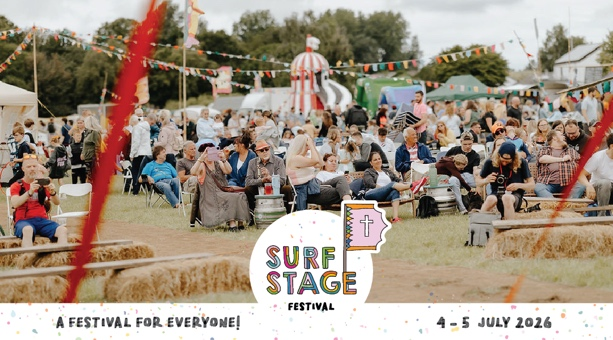 SURF
STAGE
FESTIVAL
A FESTIVAL FOR EVERYONE!
4 – 5 JULY 2026